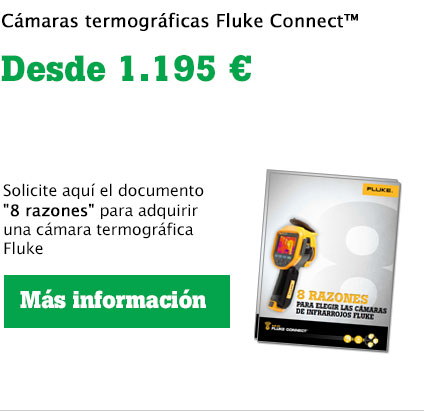 Cámaras termográficas Fluke Connect™
Desde 1.195 €
Solicite aquí el documento
"8 razones" para adquirir
una cámara termográfica
Fluke
Más información
FLUKE.
8
8 RAZONES
PARA ELEGIR LAS CÁMARAS
DE INFRARROJOS FLUKE
FLUKE CONNECT